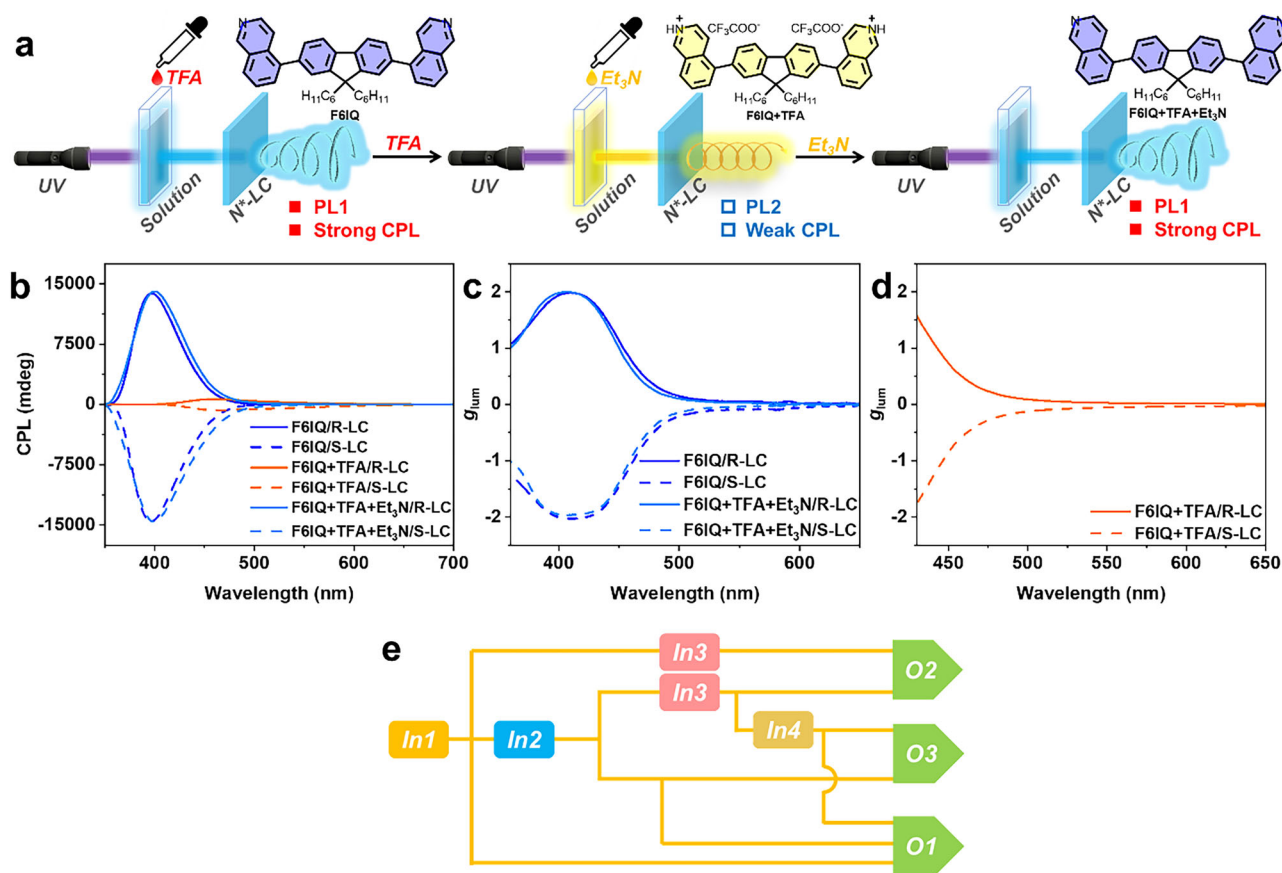 a
TFA
N
N
H₁₁C₆ C₆H₁₁
F6IQ
UV
Solution
N*-LC
PL1
Strong CPL
TFA
Et₃N
HN⁺
CF₃COO⁻
CF₃COO⁻
⁺NH
H₁₁C₆ C₆H₁₁
F6IQ+TFA
UV
Solution
N*-LC
PL2
Weak CPL
Et₃N
N
N
H₁₁C₆ C₆H₁₁
F6IQ+TFA+Et₃N
UV
Solution
N*-LC
PL1
Strong CPL
b
CPL (mdeg)
15000
7500
0
-7500
-15000
F6IQ/R-LC
F6IQ/S-LC
F6IQ+TFA/R-LC
F6IQ+TFA/S-LC
F6IQ+TFA+Et₃N/R-LC
F6IQ+TFA+Et₃N/S-LC
400 500 600 700
Wavelength (nm)
c
g_lum
2
1
0
-1
-2
F6IQ/R-LC
F6IQ/S-LC
F6IQ+TFA+Et₃N/R-LC
F6IQ+TFA+Et₃N/S-LC
400 500 600
Wavelength (nm)
d
g_lum
2
1
0
-1
-2
F6IQ+TFA/R-LC
F6IQ+TFA/S-LC
450 500 550 600 650
Wavelength (nm)
e
In3
O2
In3
In1
In2
In4
O3
O1